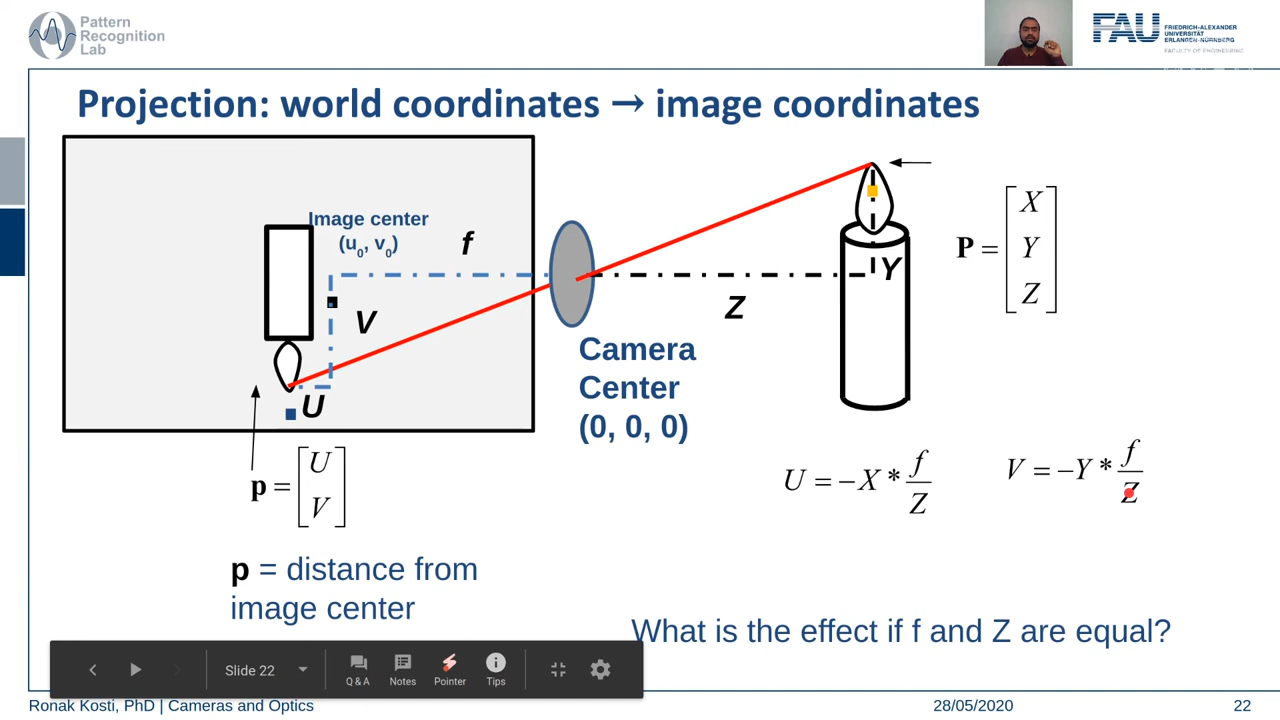 Pattern
Recognition
Lab
FAU
FRIEDRICH-ALEXANDER
UNIVERSITÄT
ERLANGEN-NÜRNBERG
FACULTY OF ENGINEERING
Projection: world coordinates → image coordinates
Image center
(u0, v0)
f
V
U
Z
Y
Camera
Center
(0, 0, 0)
P = [X Y Z]
p = [U V]
U = −X * f/Z
V = −Y * f/Z
p = distance from
image center
What is the effect if f and Z are equal?
Slide 22
Q & A
Notes
Pointer
Tips
Ronak Kosti, PhD | Cameras and Optics
28/05/2020
22